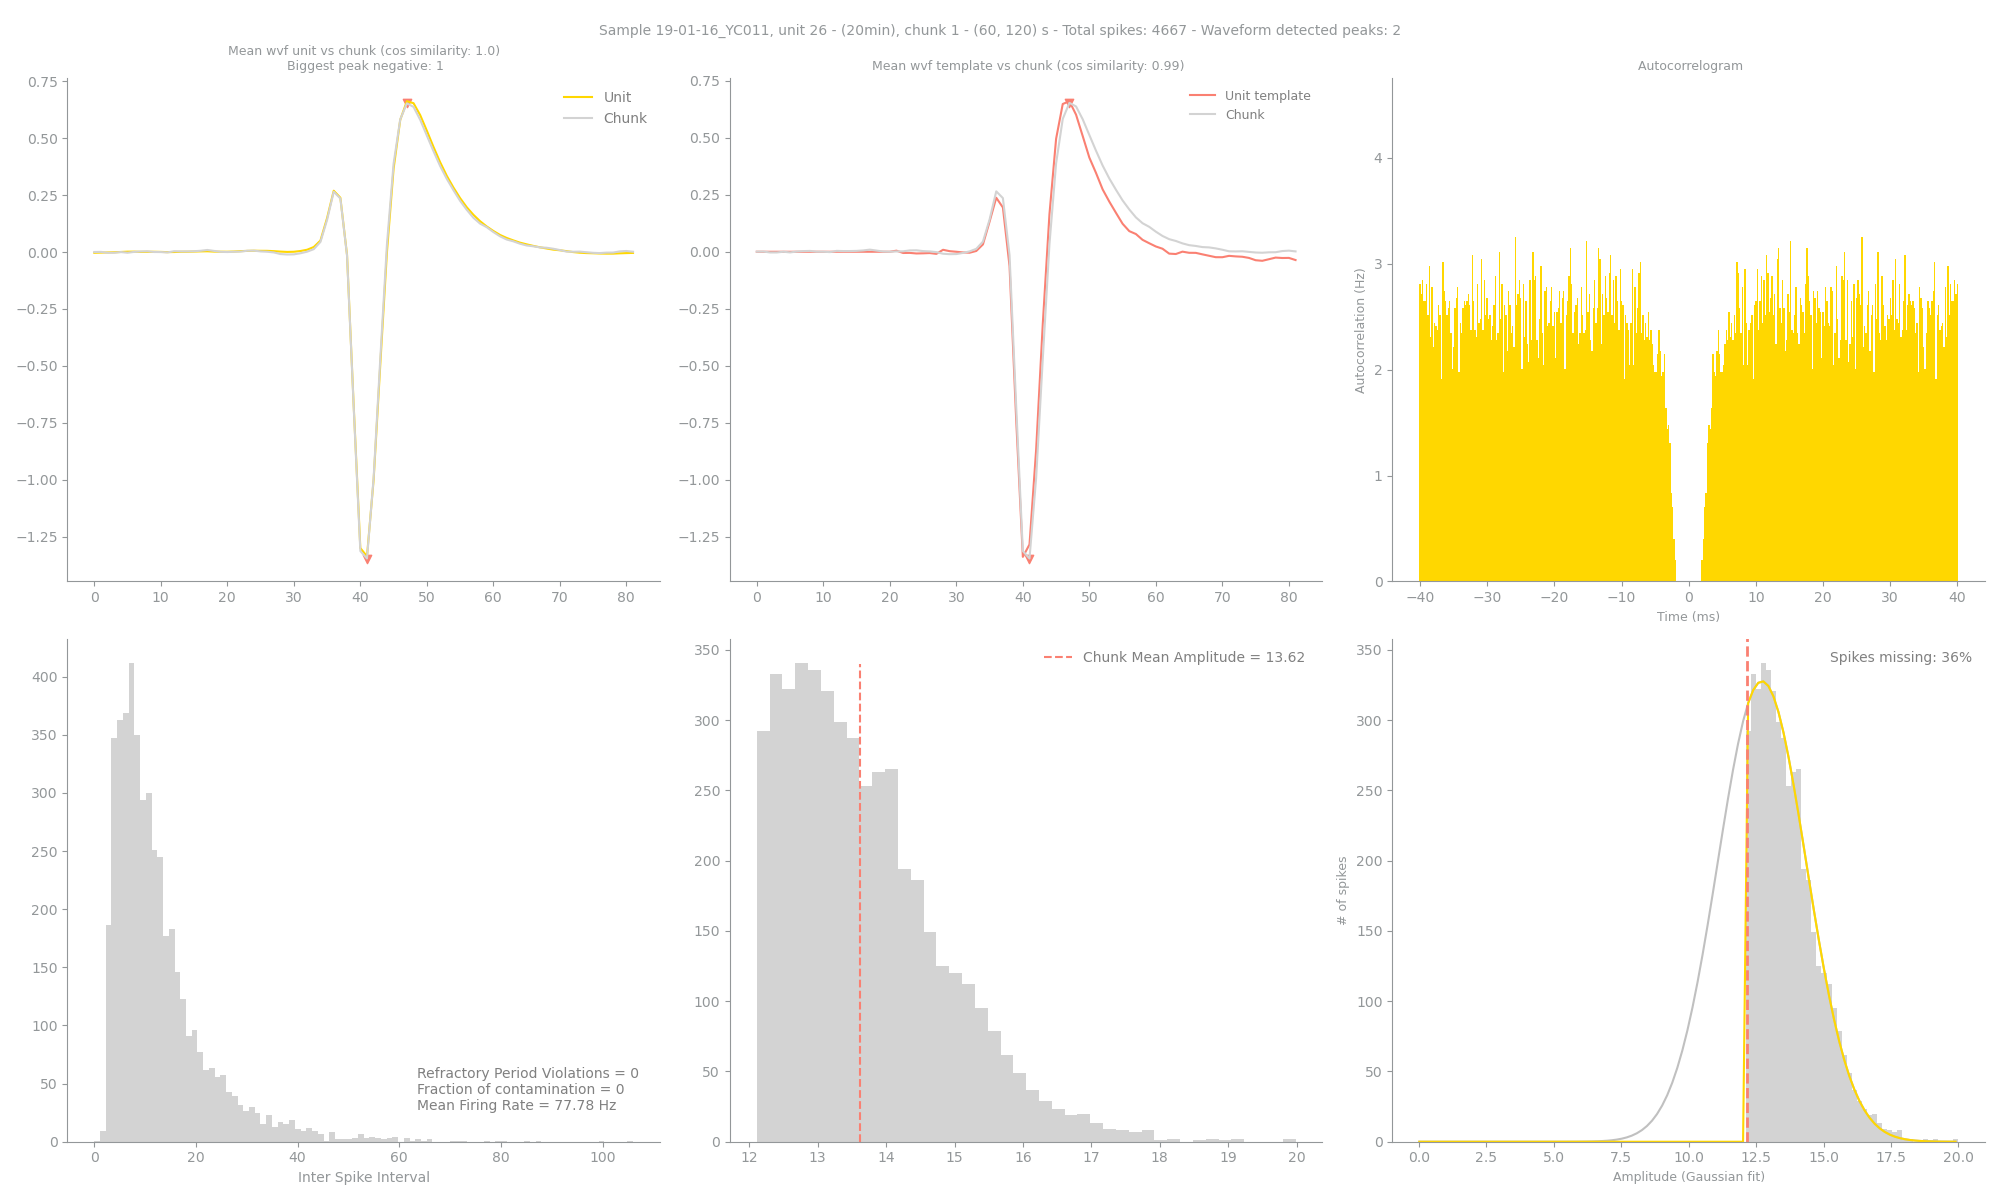 Sample 19-01-16_YC011, unit 26 - (20min), chunk 1 - (60, 120) s - Total spikes: 4667 - Waveform detected peaks: 2
Mean wvf unit vs chunk (cos similarity: 1.0)
Biggest peak negative: 1
0.75
0.50
0.25
0.00
−0.25
−0.50
−0.75
−1.00
−1.25
Unit
Chunk
0 10 20 30 40 50 60 70 80
Mean wvf template vs chunk (cos similarity: 0.99)
0.75
0.50
0.25
0.00
−0.25
−0.50
−0.75
−1.00
−1.25
Unit template
Chunk
0 10 20 30 40 50 60 70 80
Autocorrelogram
Autocorrelation (Hz)
4
3
2
1
0
−40 −30 −20 −10 0 10 20 30 40
Time (ms)
400
350
300
250
200
150
100
50
0
Refractory Period Violations = 0
Fraction of contamination = 0
Mean Firing Rate = 77.78 Hz
0 20 40 60 80 100
Inter Spike Interval
350
300
250
200
150
100
50
0
Chunk Mean Amplitude = 13.62
12 13 14 15 16 17 18 19 20
# of spikes
350
300
250
200
150
100
50
0
Spikes missing: 36%
0.0 2.5 5.0 7.5 10.0 12.5 15.0 17.5 20.0
Amplitude (Gaussian fit)